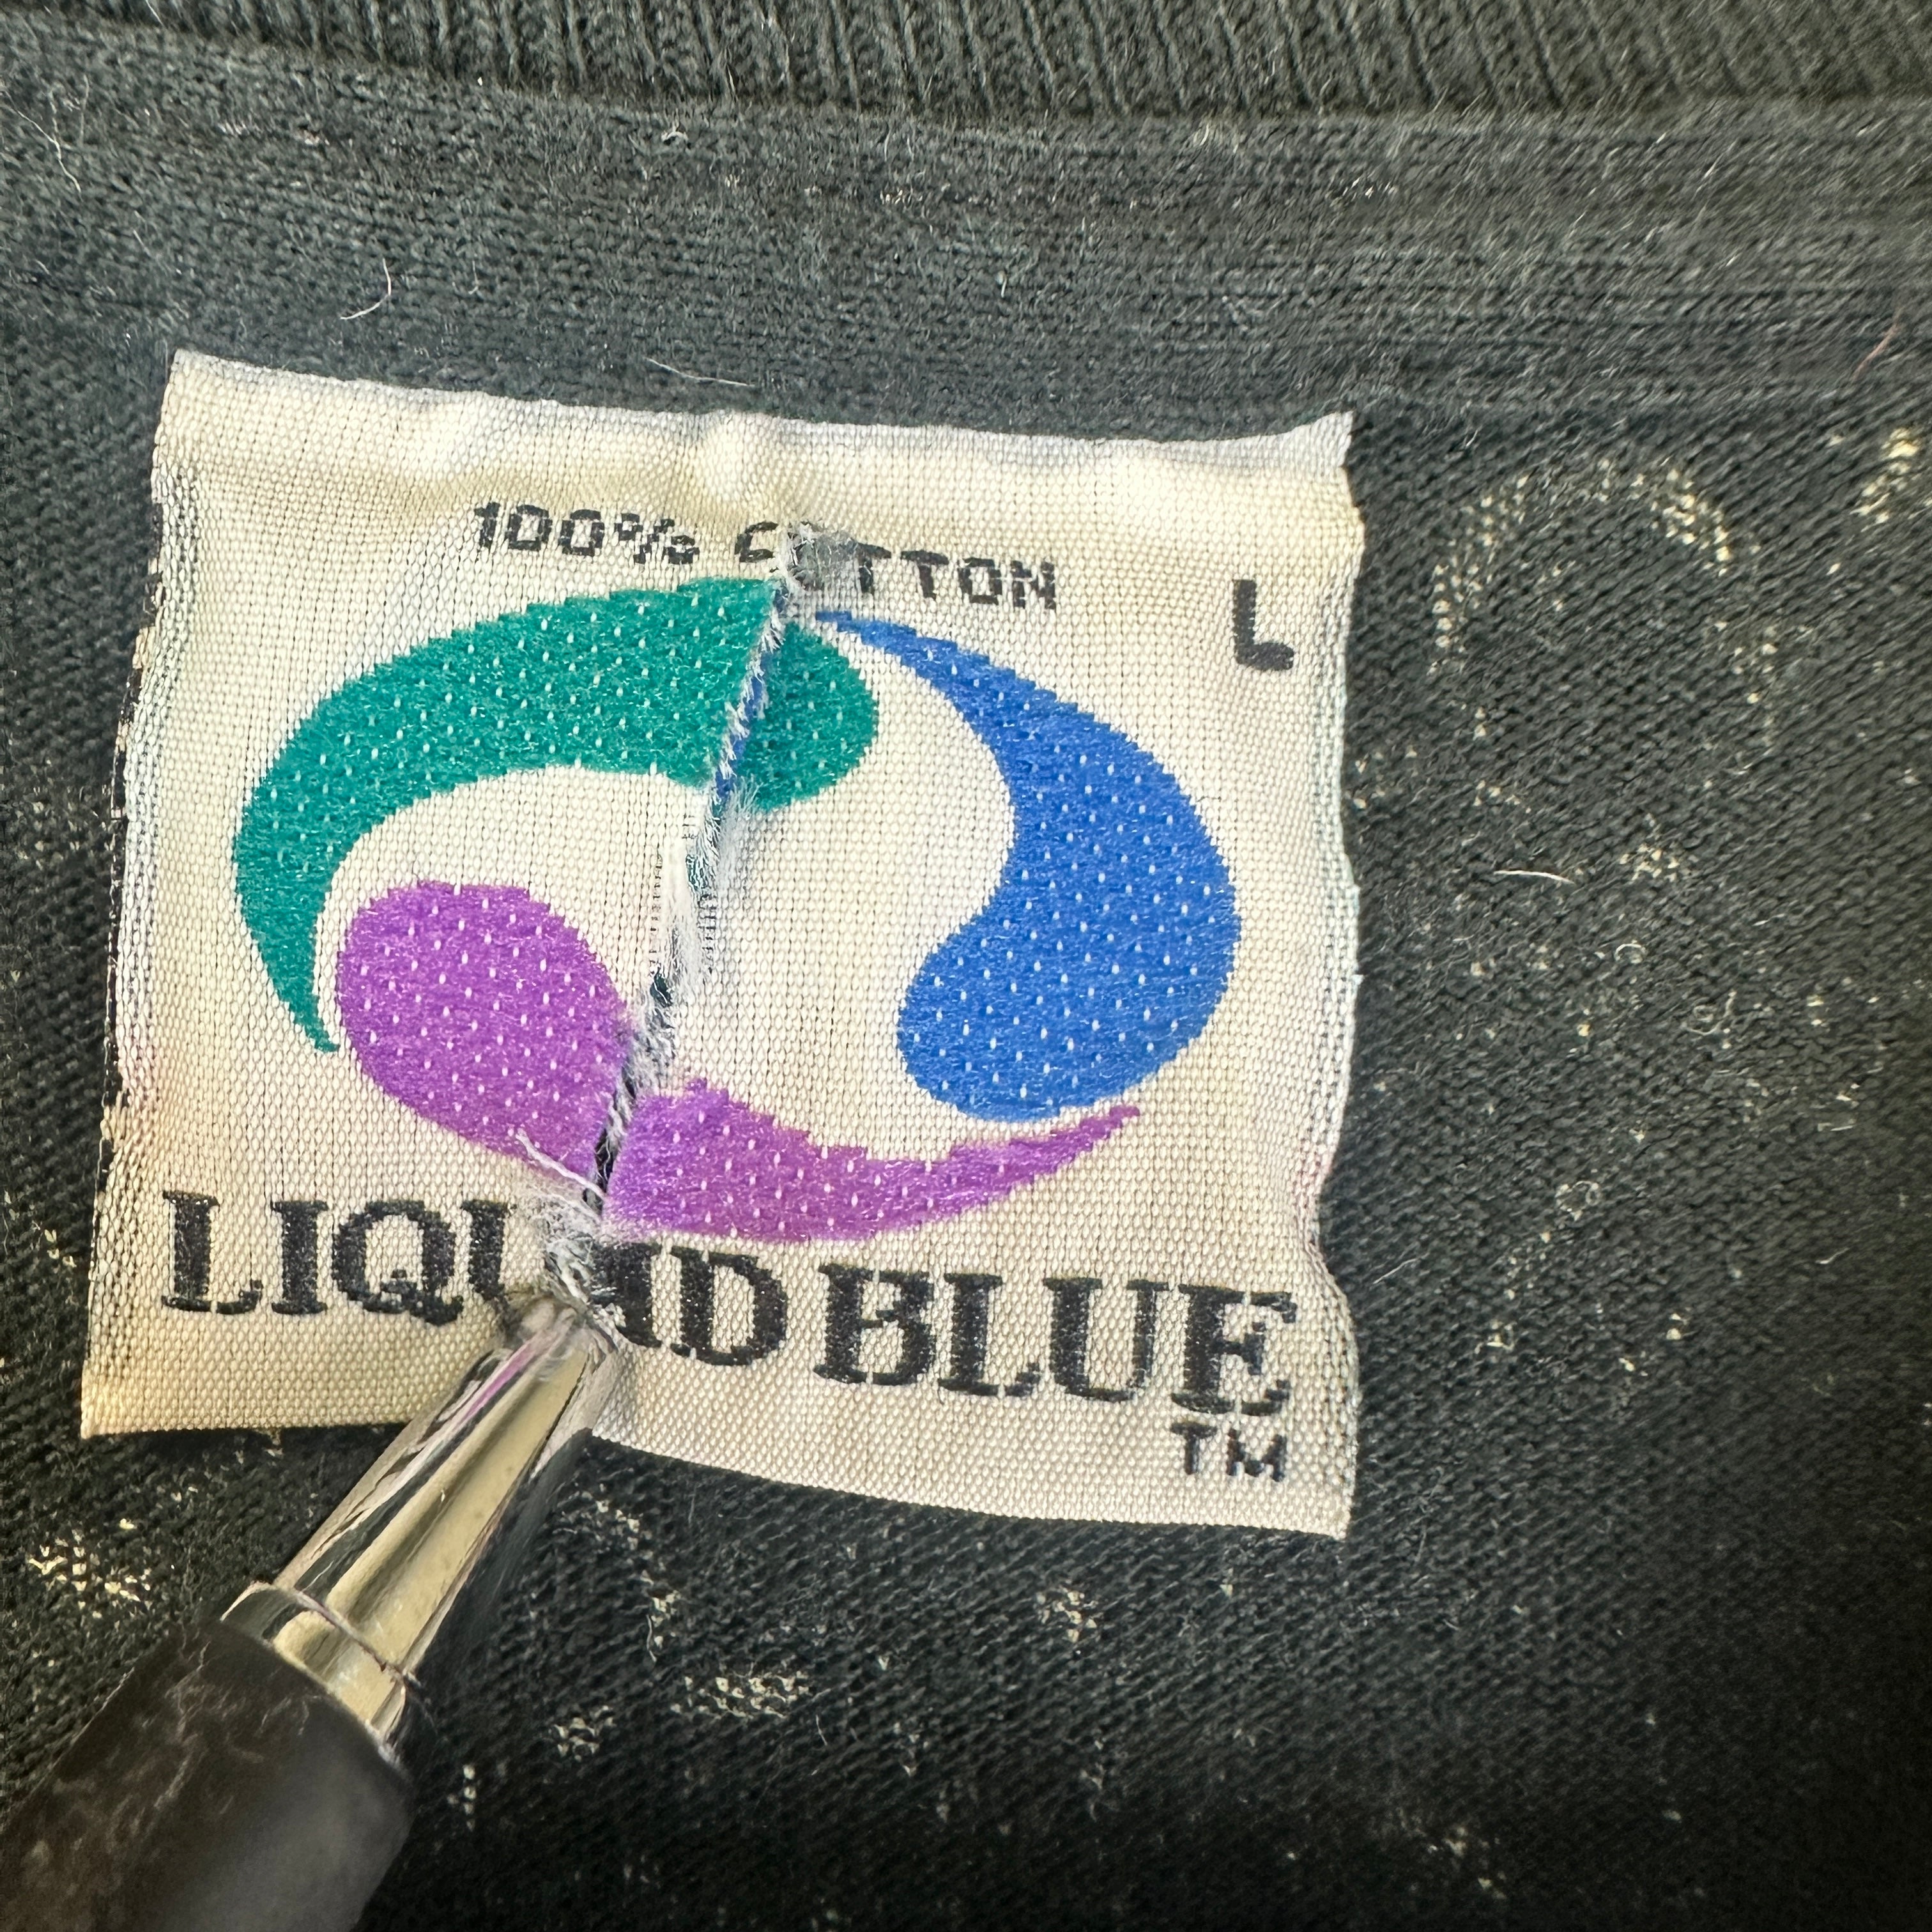 100% COTTON
L
LIQUID BLUE
TM